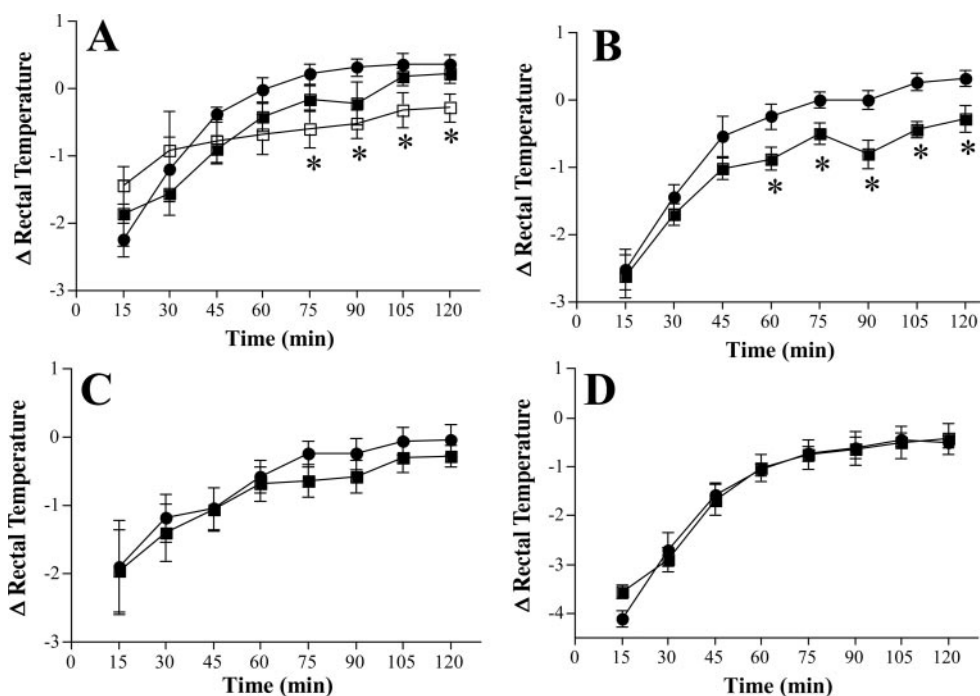 A
Δ Rectal Temperature
1
0
-1
-2
-3
* * * *
0 15 30 45 60 75 90 105 120
Time (min)
B
Δ Rectal Temperature
1
0
-1
-2
-3
* * * * *
0 15 30 45 60 75 90 105 120
Time (min)
C
Δ Rectal Temperature
1
0
-1
-2
-3
0 15 30 45 60 75 90 105 120
Time (min)
D
Δ Rectal Temperature
1
0
-1
-2
-3
-4
0 15 30 45 60 75 90 105 120
Time (min)